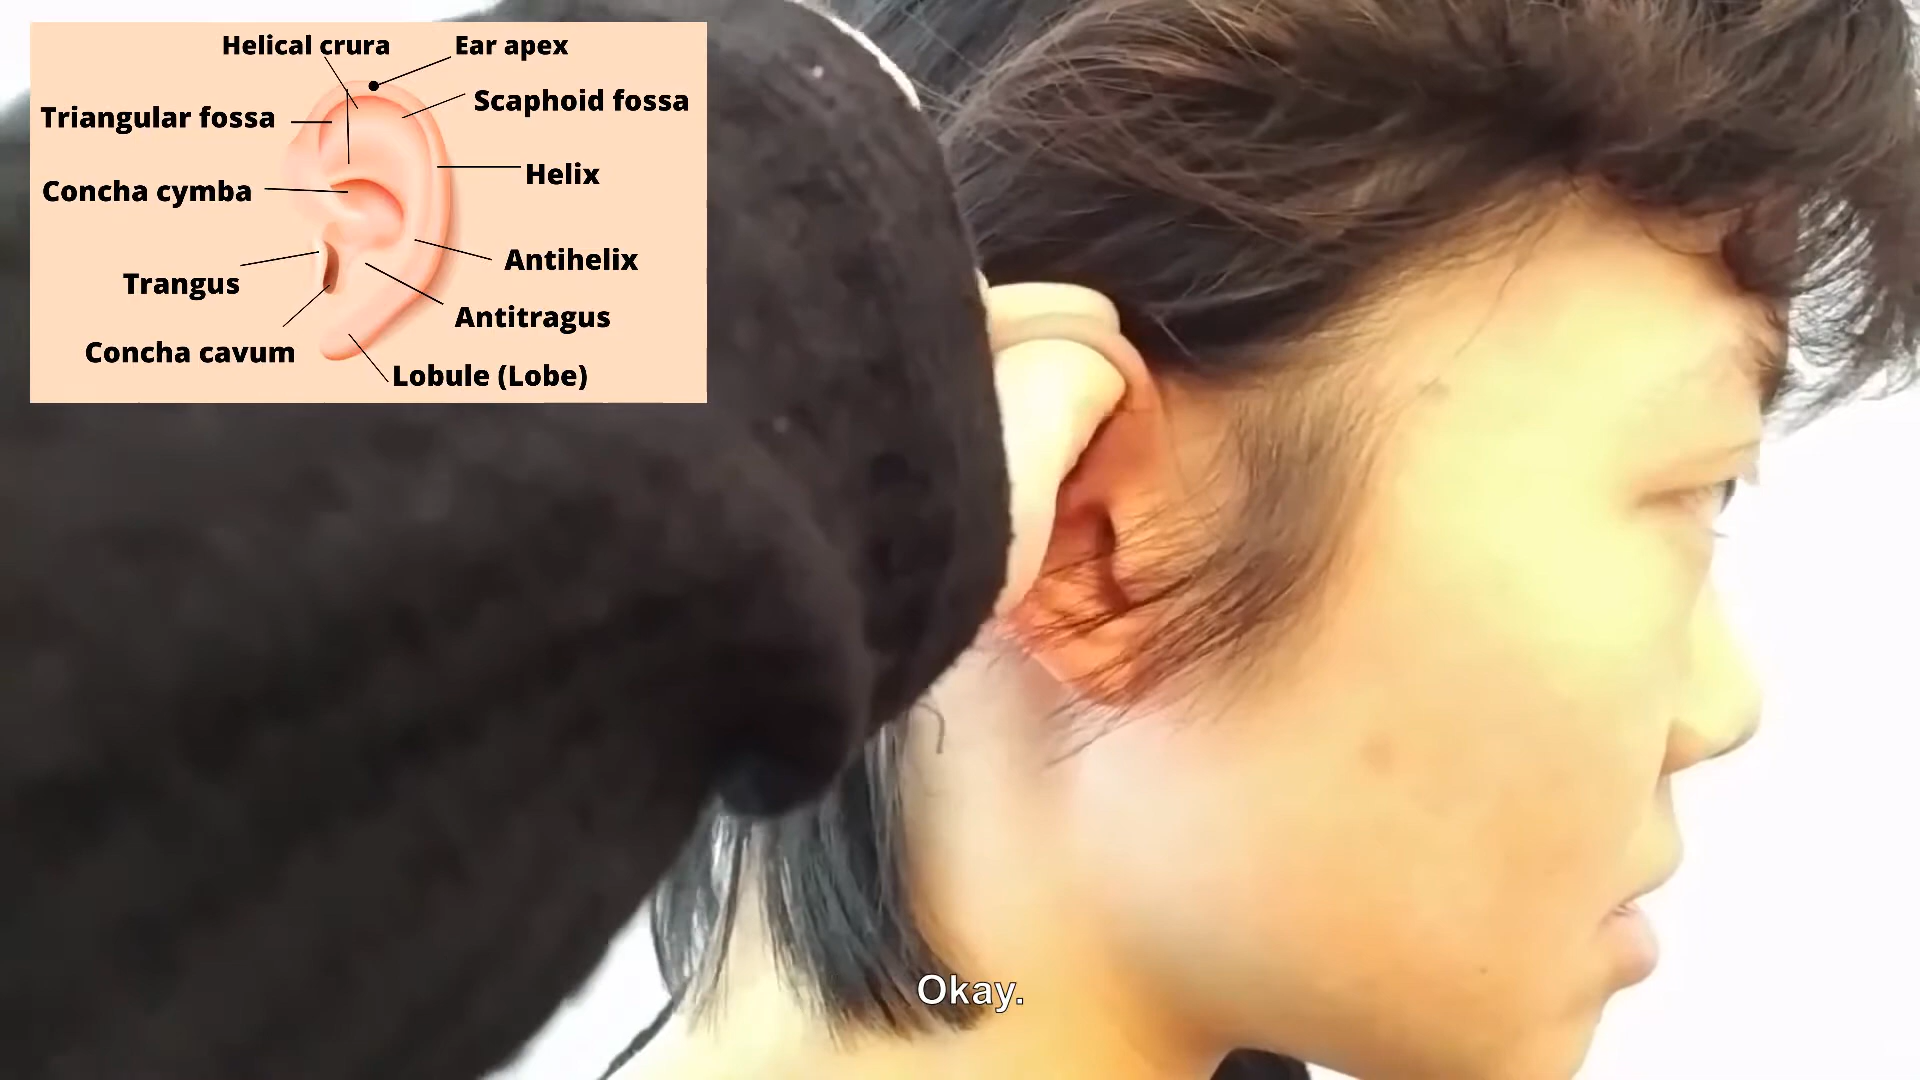 Helical crura
Ear apex
Triangular fossa
Scaphoid fossa
Concha cymba
Helix
Trangus
Antihelix
Concha cavum
Antitragus
Lobule (Lobe)
Okay.